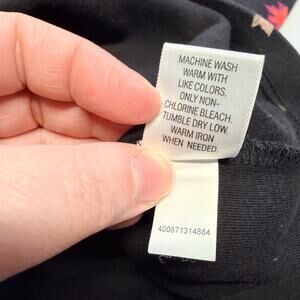 MACHINE WASH
WARM WITH
LIKE COLORS.
ONLY NON-
CHLORINE BLEACH.
TUMBLE DRY LOW.
WARM IRON
WHEN NEEDED.
400871314884